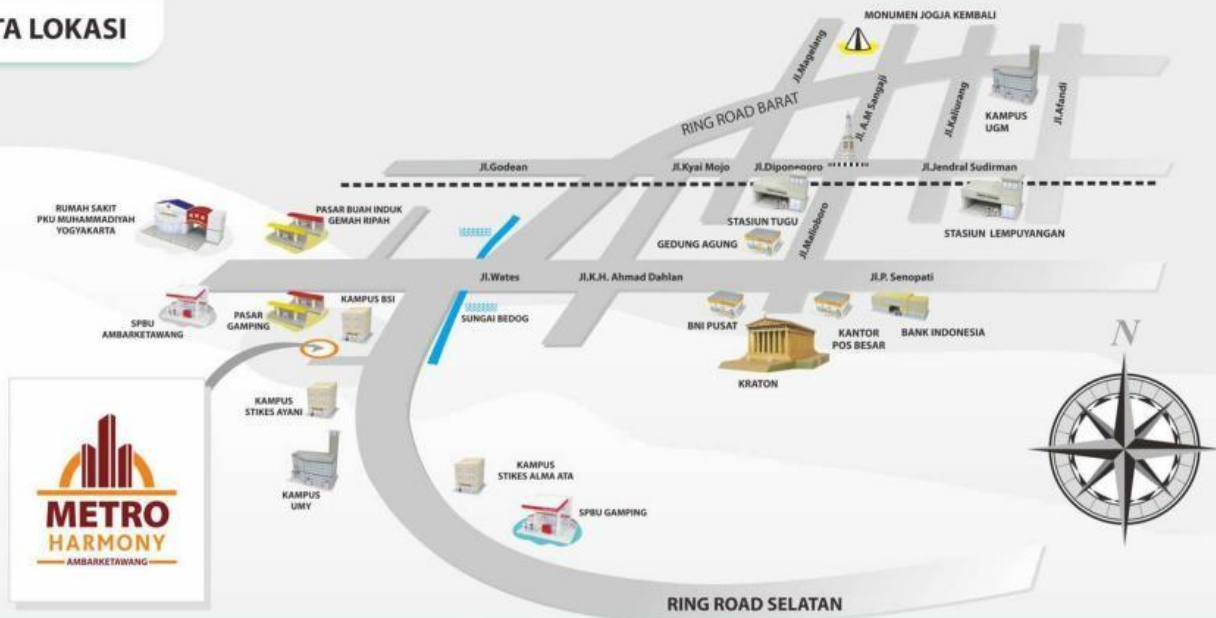 TA LOKASI
MONUMEN JOGJA KEMBALI
Jl.Magelang
Jl. A.M Sangaji
Jl.Kaliurang
Jl.Afandi
RING ROAD BARAT
KAMPUS
UGM
Jl.Godean
Jl.Kyai Mojo
Jl.Diponegoro
Jl.Jendral Sudirman
RUMAH SAKIT
PKU MUHAMMADIYAH
YOGYAKARTA
PASAR BUAH INDUK
GEMAH RIPAH
STASIUN TUGU
GEDUNG AGUNG
Jl.Malioboro
STASIUN LEMPUYANGAN
Jl.Wates
Jl.K.H. Ahmad Dahlan
Jl.P. Senopati
SPBU
AMBARKETAWANG
PASAR
GAMPING
KAMPUS BSI
SUNGAI BEDOG
BNI PUSAT
KANTOR
POS BESAR
BANK INDONESIA
KRATON
N
KAMPUS
STIKES AYANI
KAMPUS
UMY
KAMPUS
STIKES ALMA ATA
SPBU GAMPING
METRO
HARMONY
AMBARKETAWANG
RING ROAD SELATAN